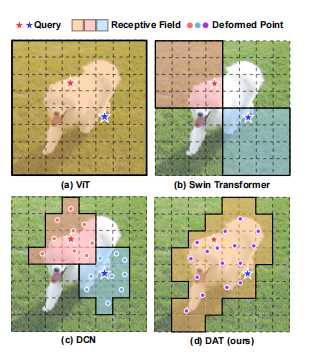 Query Receptive Field Deformed Point
(a) ViT (b) Swin Transformer
(c) DCN (d) DAT (ours)